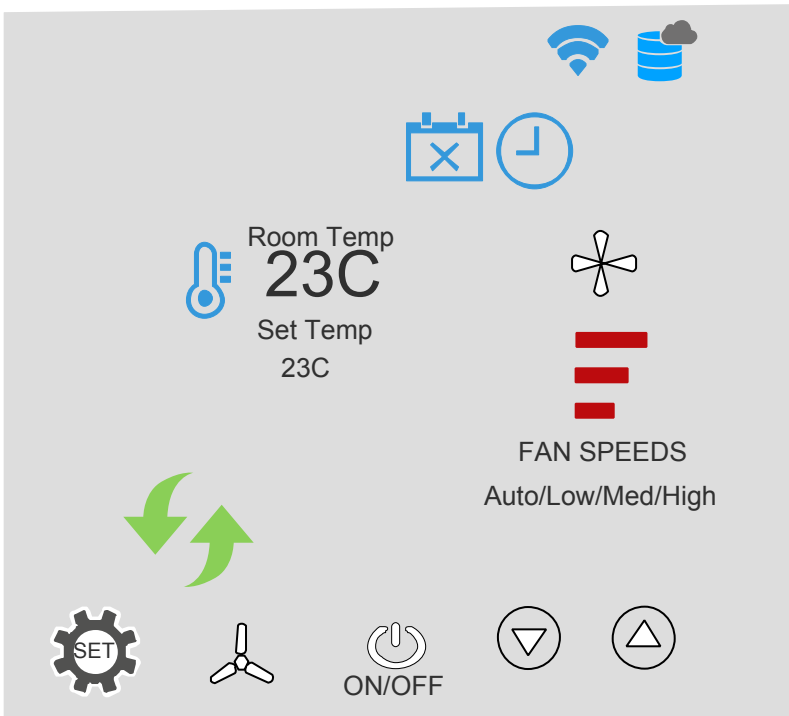 Room Temp
23C
Set Temp
23C
FAN SPEEDS
Auto/Low/Med/High
SET
ON/OFF